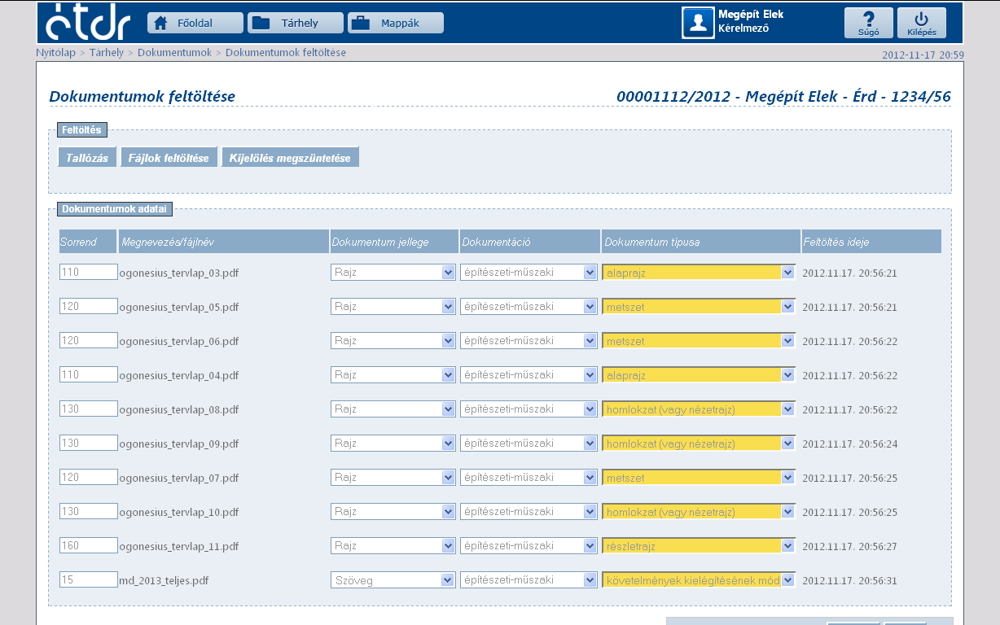 étdr Főoldal Tárhely Mappák Megépít Elek Súgó Kilépés
Kérelmező
Nyitólap > Tárhely > Dokumentumok > Dokumentumok feltöltése 2012-11-17 20:59
Dokumentumok feltöltése 00001112/2012 - Megépít Elek - Érd - 1234/56
Feltöltés
Tallózás Fájlok feltöltése Kijelölés megszüntetése
Dokumentumok adatai
Sorrend Megnevezés/fájlnév Dokumentum jellege Dokumentáció Dokumentum típusa Feltöltés ideje
110 ogonesius_tervlap_03.pdf Rajz építészeti-műszaki alaprajz 2012.11.17. 20:56:21
120 ogonesius_tervlap_05.pdf Rajz építészeti-műszaki metszet 2012.11.17. 20:56:21
120 ogonesius_tervlap_06.pdf Rajz építészeti-műszaki metszet 2012.11.17. 20:56:22
110 ogonesius_tervlap_04.pdf Rajz építészeti-műszaki alaprajz 2012.11.17. 20:56:22
130 ogonesius_tervlap_08.pdf Rajz építészeti-műszaki homlokzat (vagy nézetrajz) 2012.11.17. 20:56:22
130 ogonesius_tervlap_09.pdf Rajz építészeti-műszaki homlokzat (vagy nézetrajz) 2012.11.17. 20:56:24
120 ogonesius_tervlap_07.pdf Rajz építészeti-műszaki metszet 2012.11.17. 20:56:25
130 ogonesius_tervlap_10.pdf Rajz építészeti-műszaki homlokzat (vagy nézetrajz) 2012.11.17. 20:56:25
160 ogonesius_tervlap_11.pdf Rajz építészeti-műszaki részletrajz 2012.11.17. 20:56:27
15 md_2013_teljes.pdf Szöveg építészeti-műszaki követelmények kielégítésének mód 2012.11.17. 20:56:31